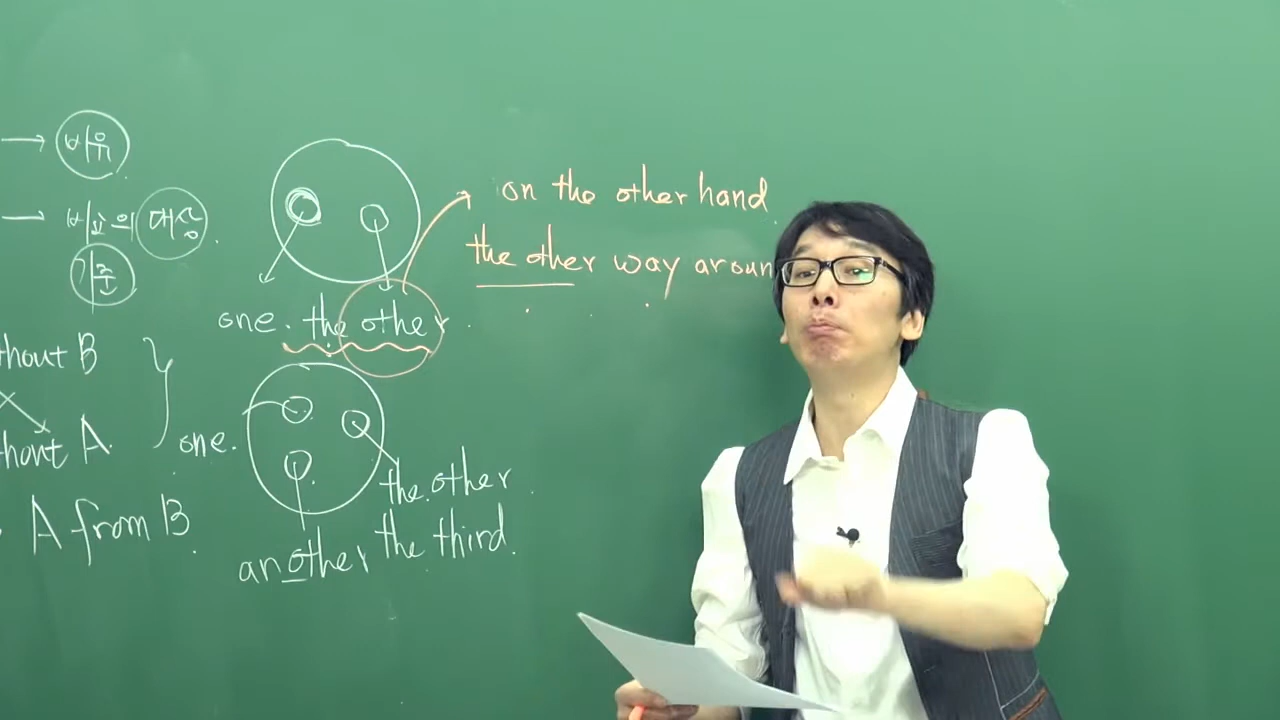 → 비유
→ 비교의 대상.
기준
on the other hand
the other way aroun
one. the other.
thout B
one.
thout A.
the other.
A from B.
another the third.